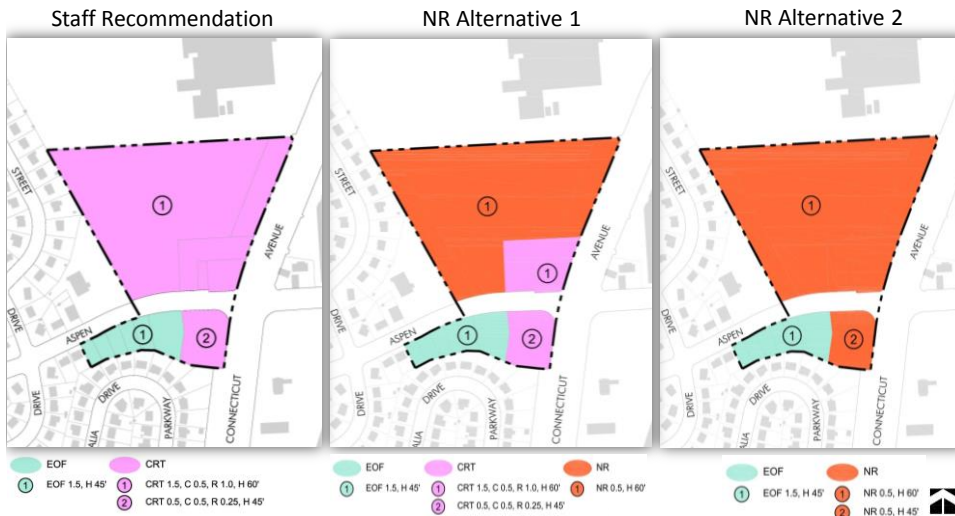 Staff Recommendation
NR Alternative 1
NR Alternative 2
STREET
1
AVENUE
ASPEN
1
2
DRIVE
DRIVE
PARKWAY
CONNECTICUT
STREET
1
1
AVENUE
ASPEN
1
2
DRIVE
DRIVE
PARKWAY
CONNECTICUT
STREET
1
AVENUE
ASPEN
1
2
DRIVE
DRIVE
PARKWAY
CONNECTICUT
EOF CRT
1 EOF 1.5, H 45' 1 CRT 1.5, C 0.5, R 1.0, H 60'
2 CRT 0.5, C 0.5, R 0.25, H 45'
EOF CRT NR
1 EOF 1.5, H 45' 1 CRT 1.5, C 0.5, R 1.0, H 60' 1 NR 0.5, H 60'
2 CRT 0.5, C 0.5, R 0.25, H 45'
EOF NR
1 EOF 1.5, H 45' 1 NR 0.5, H 60'
2 NR 0.5, H 45'